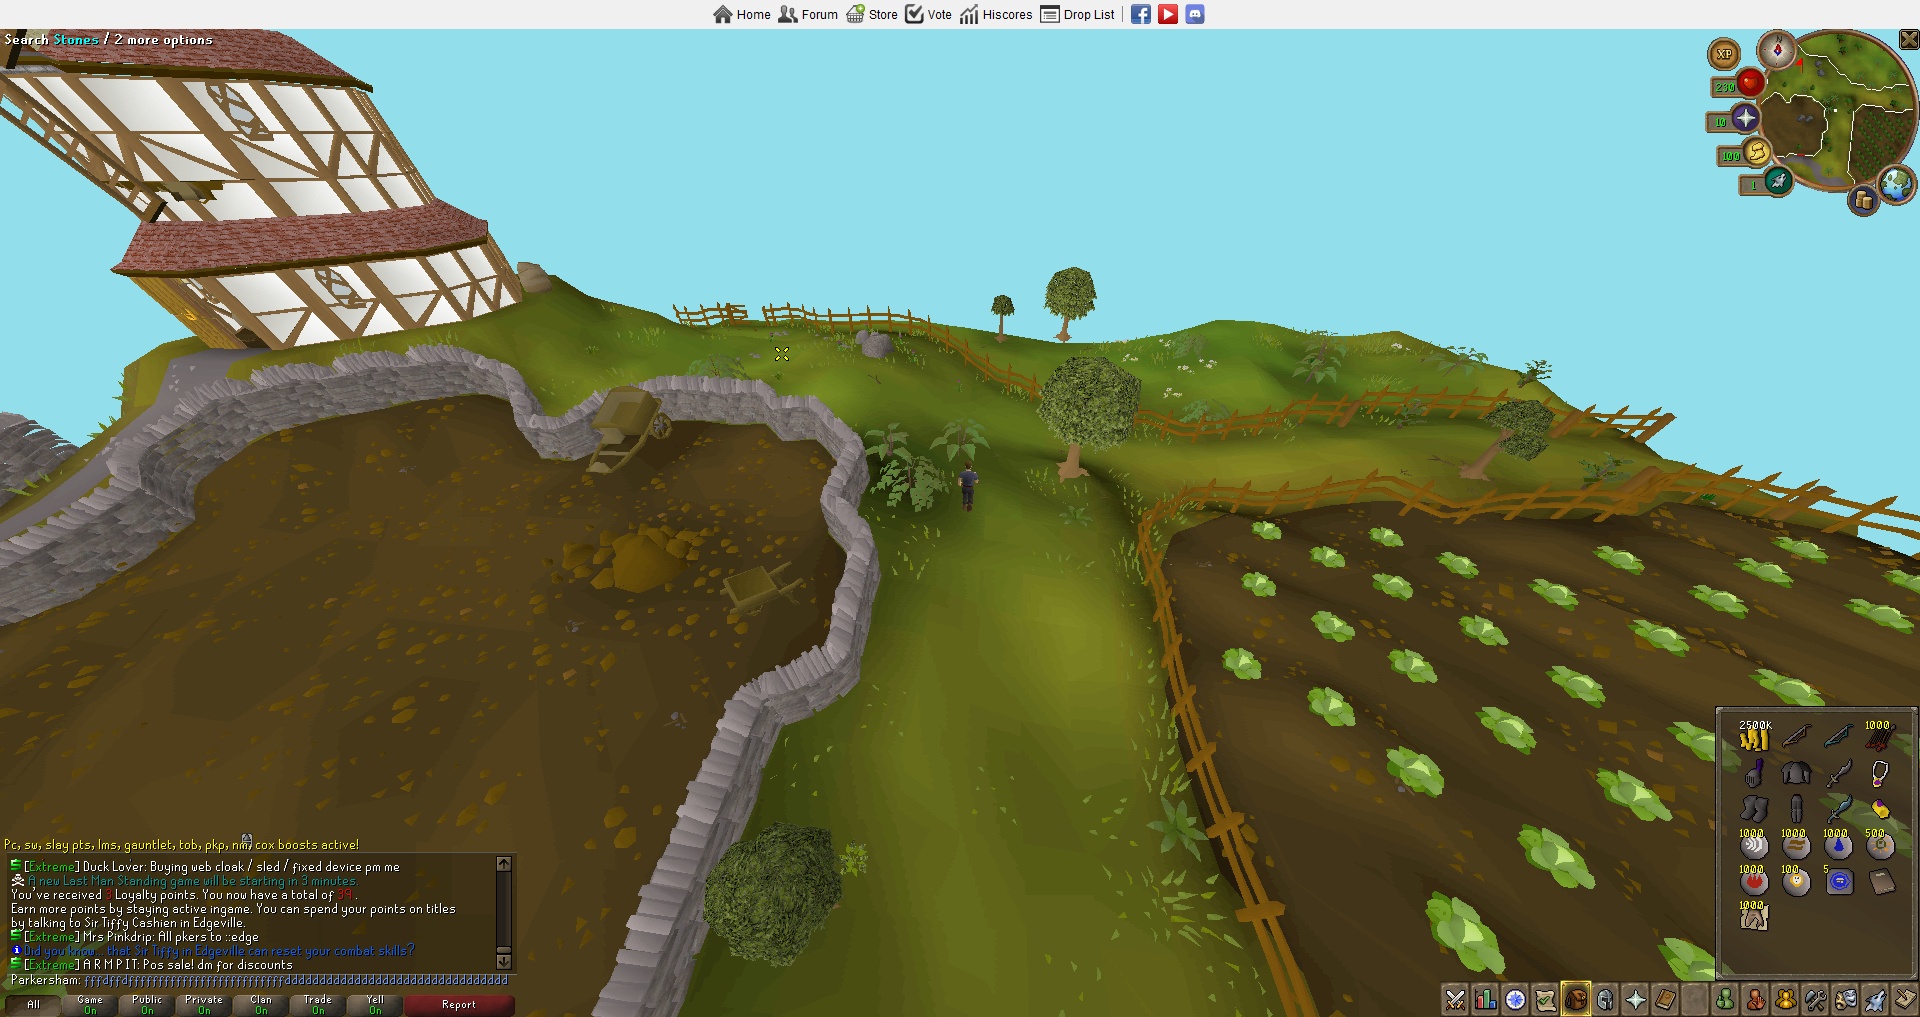 Home Forum Store Vote Hiscores Drop List
Search Stones / 2 more options
XP
N
230
10
100
1
2500K
1000
1000 1000 1000 500
1000 100 5
1000
Pc, sw, slay pts, lms, gauntlet, tob, pkp, nm, cox boosts active!
[Extreme] Duck Lover: Buying web cloak / sled / fixed device pm me
A new Last Man Standing game will be starting in 3 minutes.
You've received 3 Loyalty points. You now have a total of 39.
Earn more points by staying active ingame. You can spend your points on titles
by talking to Sir Tiffy Cashien in Edgeville.
[Extreme] Mrs Pinkdrip: All pkers to ::edge
Did you know... that Sir Tiffy in Edgeville can reset your combat skills?
[Extreme] A R M P I T: Pos sale! dm for discounts
Parkersham:
All Game On Public On Private On Clan On Trade On Yell On Report